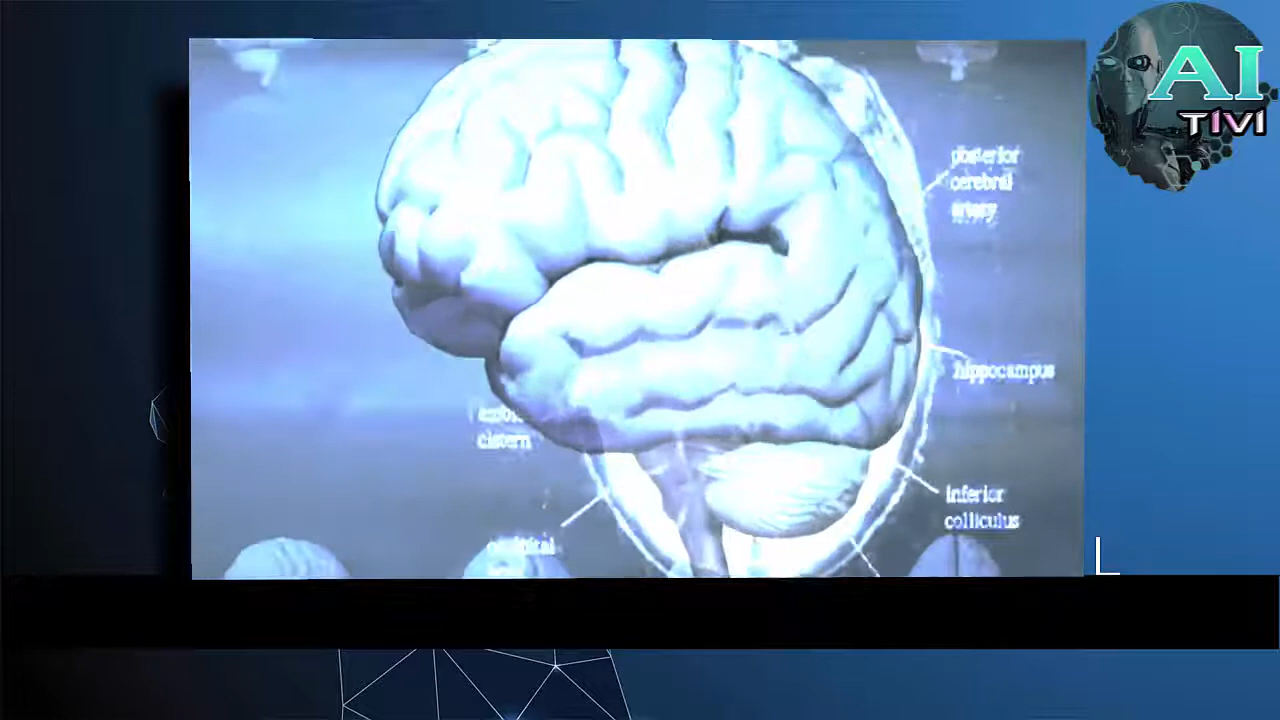 AI
TIVI
posterior
cerebral
artery
hippocampus
cistern
inferior
colliculus
L